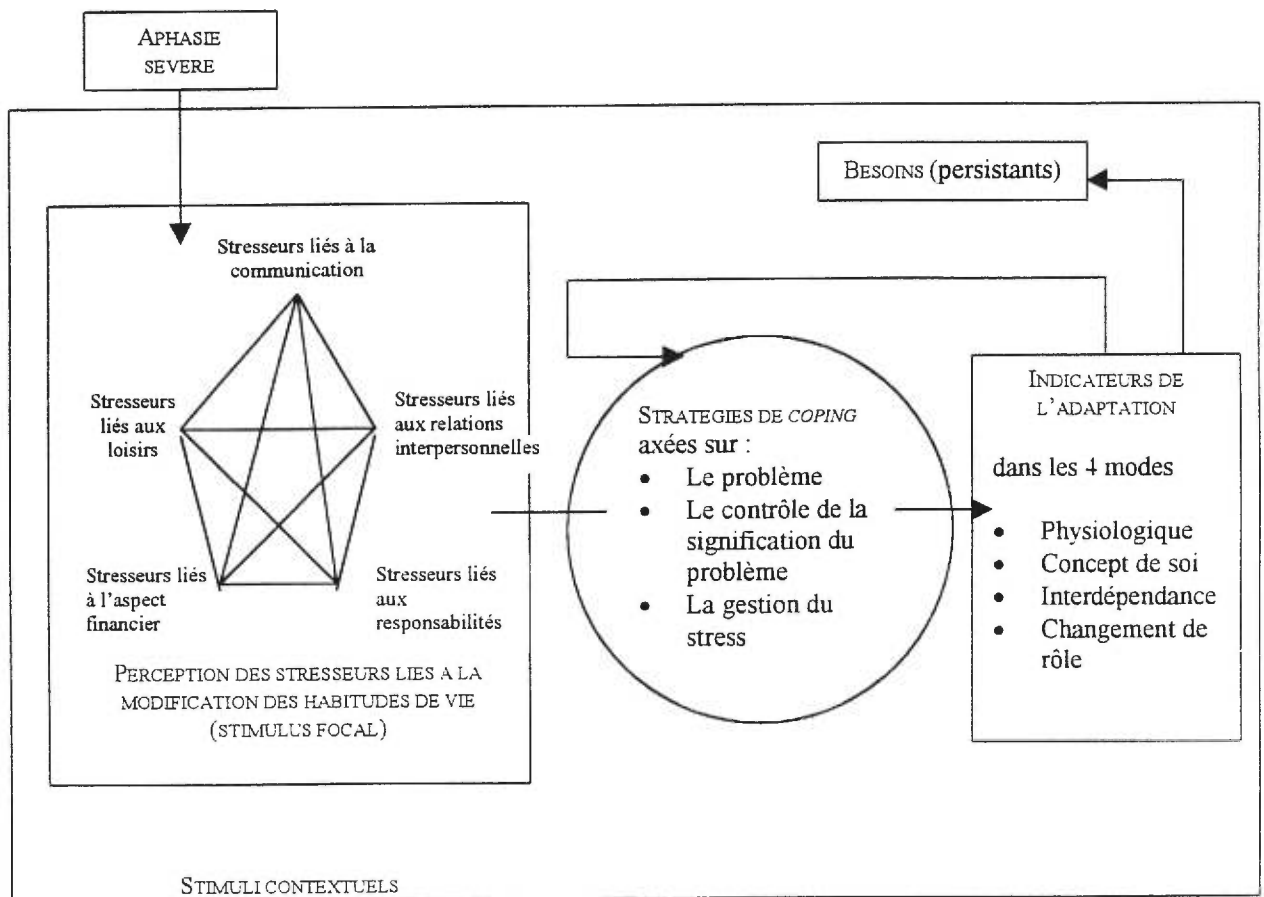 APHASIE
SEVERE
BESOINS (persistants)
Stresseurs liés à la
communication
Stresseurs
liés aux
loisirs
Stresseurs liés
aux relations
interpersonnelles
Stresseurs liés
à l'aspect
financier
Stresseurs liés
aux
responsabilités
PERCEPTION DES STRESSEURS LIES A LA
MODIFICATION DES HABITUDES DE VIE
(STIMULUS FOCAL)
STRATEGIES DE COPING
axées sur :
• Le problème
• Le contrôle de la
signification du
problème
• La gestion du
stress
INDICATEURS DE
L'ADAPTATION
dans les 4 modes
• Physiologique
• Concept de soi
• Interdépendance
• Changement de
rôle
STIMULI CONTEXTUELS